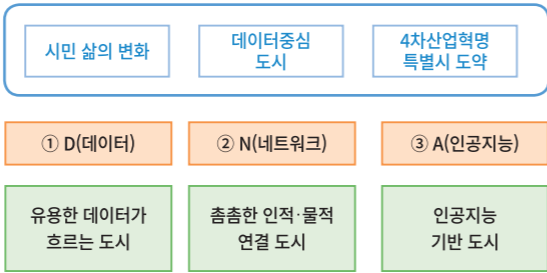 시민 삶의 변화
데이터중심
도시
4차산업혁명
특별시 도약
① D(데이터)
② N(네트워크)
③ A(인공지능)
유용한 데이터가
흐르는 도시
촘촘한 인적·물적
연결 도시
인공지능
기반 도시